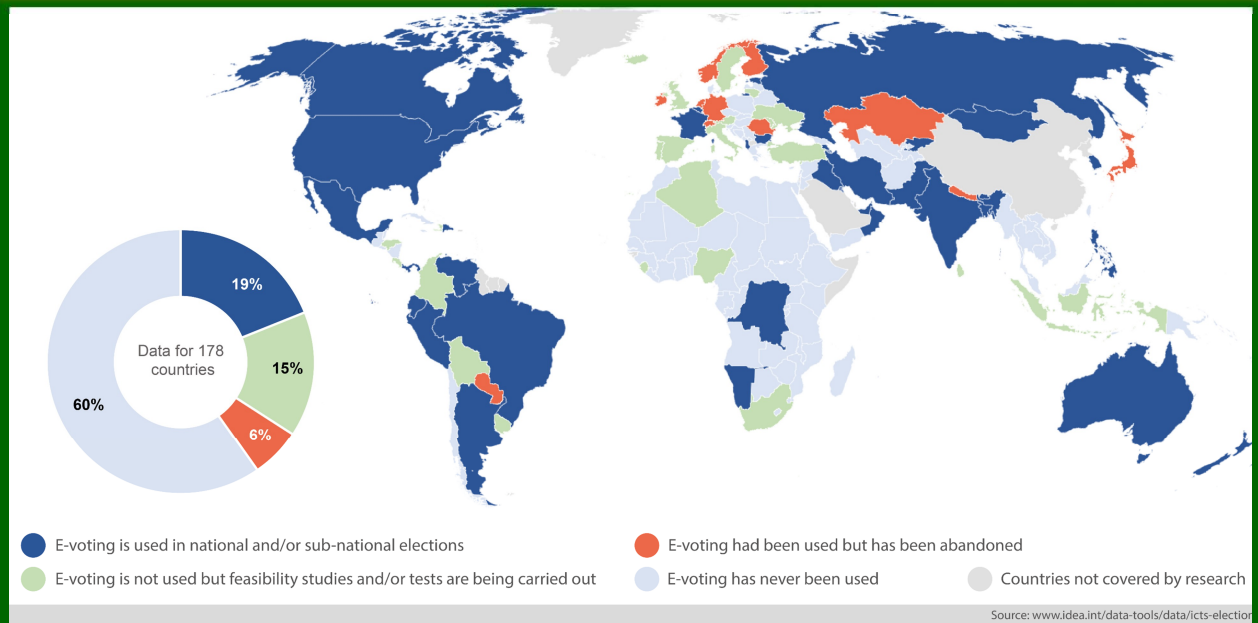 19%
Data for 178
countries
15%
60%
6%
E-voting is used in national and/or sub-national elections
E-voting had been used but has been abandoned
E-voting is not used but feasibility studies and/or tests are being carried out
E-voting has never been used
Countries not covered by research
Source: www.idea.int/data-tools/data/icts-election